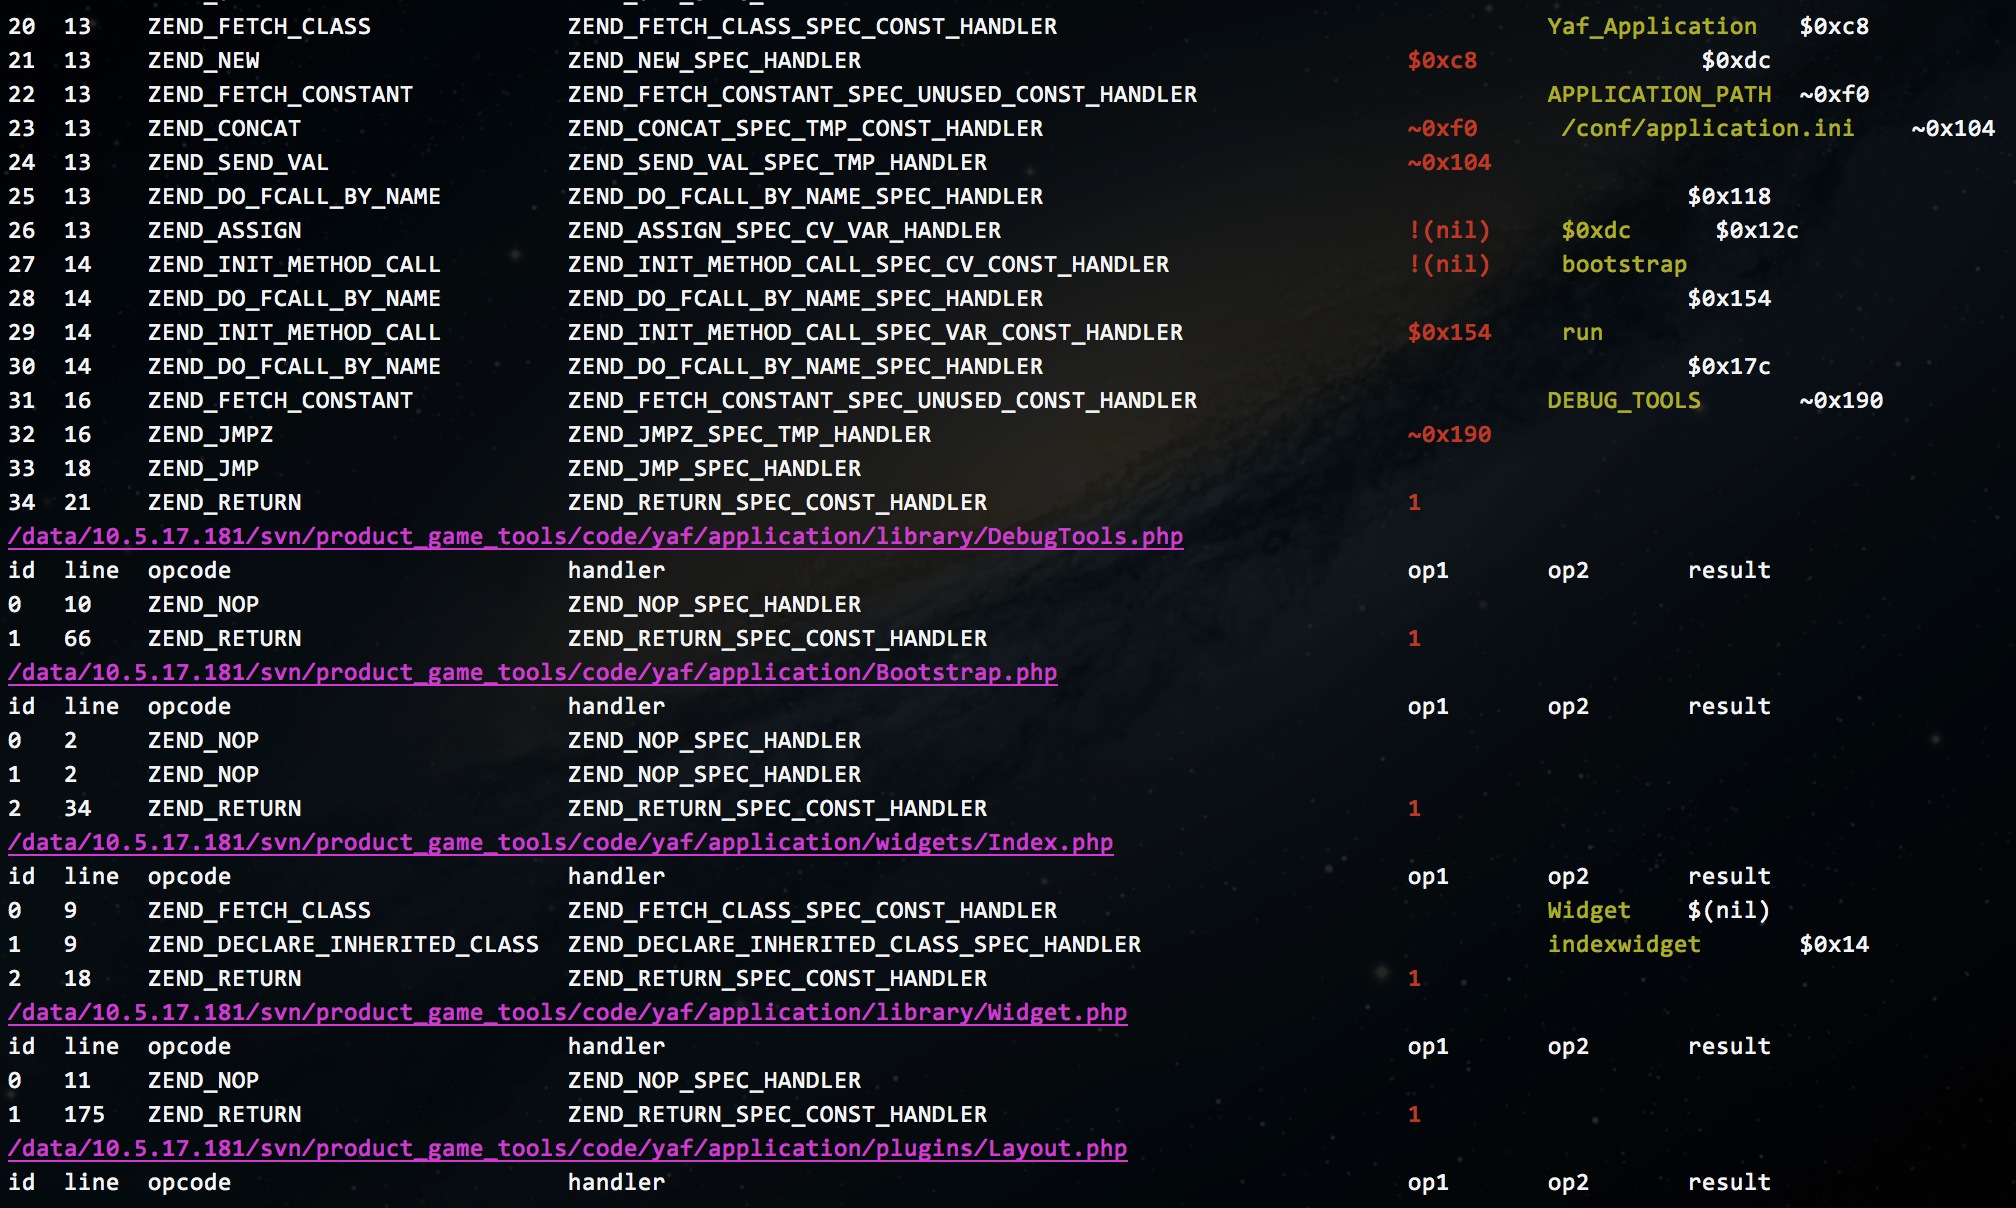 20 13 ZEND_FETCH_CLASS ZEND_FETCH_CLASS_SPEC_CONST_HANDLER Yaf_Application $0xc8
21 13 ZEND_NEW ZEND_NEW_SPEC_HANDLER $0xc8 $0xdc
22 13 ZEND_FETCH_CONSTANT ZEND_FETCH_CONSTANT_SPEC_UNUSED_CONST_HANDLER APPLICATION_PATH ~0xf0
23 13 ZEND_CONCAT ZEND_CONCAT_SPEC_TMP_CONST_HANDLER ~0xf0 /conf/application.ini ~0x104
24 13 ZEND_SEND_VAL ZEND_SEND_VAL_SPEC_TMP_HANDLER ~0x104
25 13 ZEND_DO_FCALL_BY_NAME ZEND_DO_FCALL_BY_NAME_SPEC_HANDLER $0x118
26 13 ZEND_ASSIGN ZEND_ASSIGN_SPEC_CV_VAR_HANDLER !(nil) $0xdc $0x12c
27 14 ZEND_INIT_METHOD_CALL ZEND_INIT_METHOD_CALL_SPEC_CV_CONST_HANDLER !(nil) bootstrap
28 14 ZEND_DO_FCALL_BY_NAME ZEND_DO_FCALL_BY_NAME_SPEC_HANDLER $0x154
29 14 ZEND_INIT_METHOD_CALL ZEND_INIT_METHOD_CALL_SPEC_VAR_CONST_HANDLER $0x154 run
30 14 ZEND_DO_FCALL_BY_NAME ZEND_DO_FCALL_BY_NAME_SPEC_HANDLER $0x17c
31 16 ZEND_FETCH_CONSTANT ZEND_FETCH_CONSTANT_SPEC_UNUSED_CONST_HANDLER DEBUG_TOOLS ~0x190
32 16 ZEND_JMPZ ZEND_JMPZ_SPEC_TMP_HANDLER ~0x190
33 18 ZEND_JMP ZEND_JMP_SPEC_HANDLER
34 21 ZEND_RETURN ZEND_RETURN_SPEC_CONST_HANDLER 1
/data/10.5.17.181/svn/product_game_tools/code/yaf/application/library/DebugTools.php
id line opcode handler op1 op2 result
0 10 ZEND_NOP ZEND_NOP_SPEC_HANDLER
1 66 ZEND_RETURN ZEND_RETURN_SPEC_CONST_HANDLER 1
/data/10.5.17.181/svn/product_game_tools/code/yaf/application/Bootstrap.php
id line opcode handler op1 op2 result
0 2 ZEND_NOP ZEND_NOP_SPEC_HANDLER
1 2 ZEND_NOP ZEND_NOP_SPEC_HANDLER
2 34 ZEND_RETURN ZEND_RETURN_SPEC_CONST_HANDLER 1
/data/10.5.17.181/svn/product_game_tools/code/yaf/application/widgets/Index.php
id line opcode handler op1 op2 result
0 9 ZEND_FETCH_CLASS ZEND_FETCH_CLASS_SPEC_CONST_HANDLER Widget $(nil)
1 9 ZEND_DECLARE_INHERITED_CLASS ZEND_DECLARE_INHERITED_CLASS_SPEC_HANDLER indexwidget $0x14
2 18 ZEND_RETURN ZEND_RETURN_SPEC_CONST_HANDLER 1
/data/10.5.17.181/svn/product_game_tools/code/yaf/application/library/Widget.php
id line opcode handler op1 op2 result
0 11 ZEND_NOP ZEND_NOP_SPEC_HANDLER
1 175 ZEND_RETURN ZEND_RETURN_SPEC_CONST_HANDLER 1
/data/10.5.17.181/svn/product_game_tools/code/yaf/application/plugins/Layout.php
id line opcode handler op1 op2 result